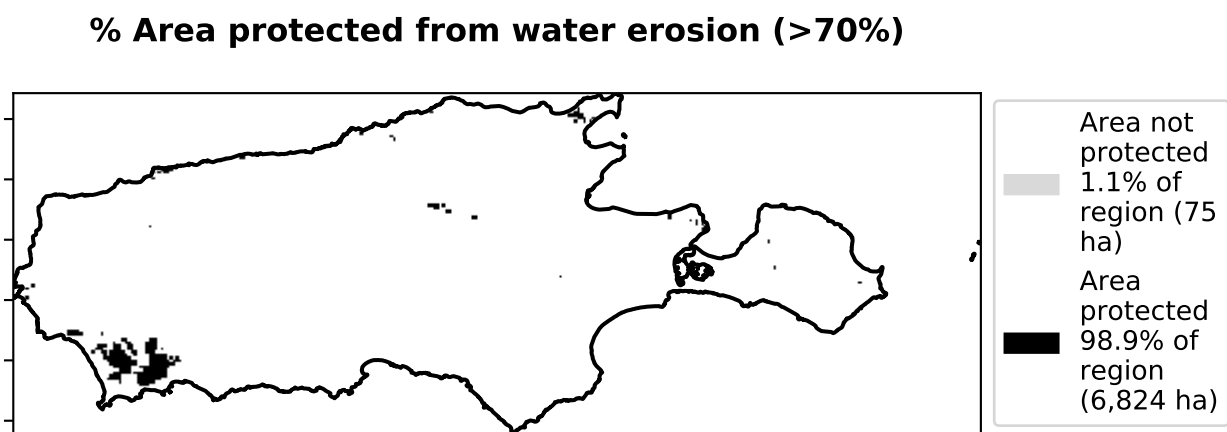 % Area protected from water erosion (>70%)
Area not
protected
1.1% of
region (75
ha)
Area
protected
98.9% of
region
(6,824 ha)